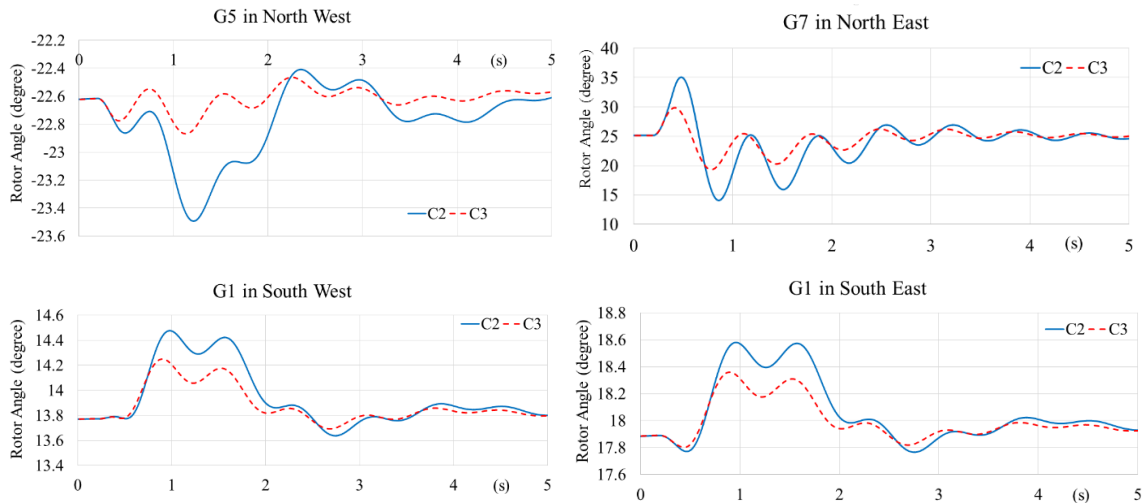 G5 in North West
Rotor Angle (degree)
-22.2
-22.4
-22.6
-22.8
-23
-23.2
-23.4
-23.6
0 1 2 3 4 (s) 5
C2 C3
G7 in North East
Rotor Angle (degree)
40
35
30
25
20
15
10
C2 C3
0 1 2 3 4 (s) 5
G1 in South West
Rotor Angle (degree)
14.6
14.4
14.2
14
13.8
13.6
13.4
C2 C3
0 1 2 3 4 (s) 5
G1 in South East
Rotor Angle (degree)
18.8
18.6
18.4
18.2
18
17.8
17.6
C2 C3
0 1 2 3 4 (s) 5